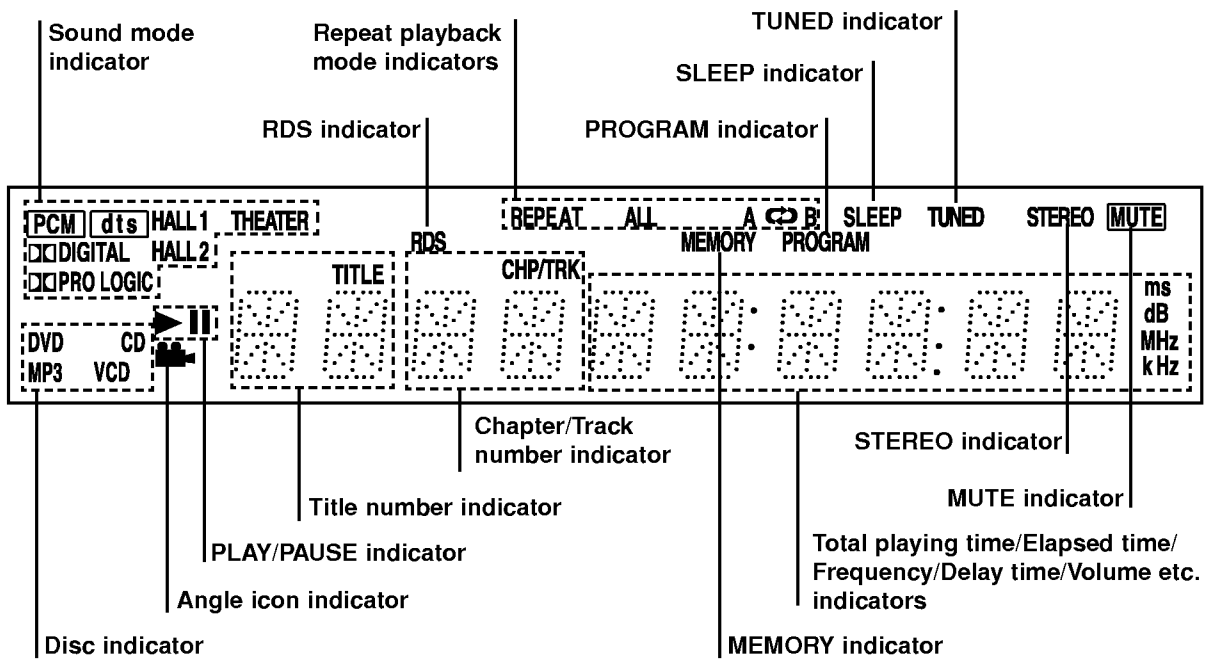 TUNED indicator
Sound mode
indicator
Repeat playback
mode indicators
SLEEP indicator
RDS indicator
PROGRAM indicator
PCM dts HALL 1 THEATER
REPEAT ALL A B SLEEP TUNED STEREO MUTE
DIGITAL HALL 2
RDS
MEMORY PROGRAM
PRO LOGIC
TITLE
CHP/TRK
ms
dB
MHz
kHz
DVD CD
MP3 VCD
Chapter/Track
number indicator
STEREO indicator
Title number indicator
MUTE indicator
PLAY/PAUSE indicator
Total playing time/Elapsed time/
Frequency/Delay time/Volume etc.
indicators
Angle icon indicator
Disc indicator
MEMORY indicator